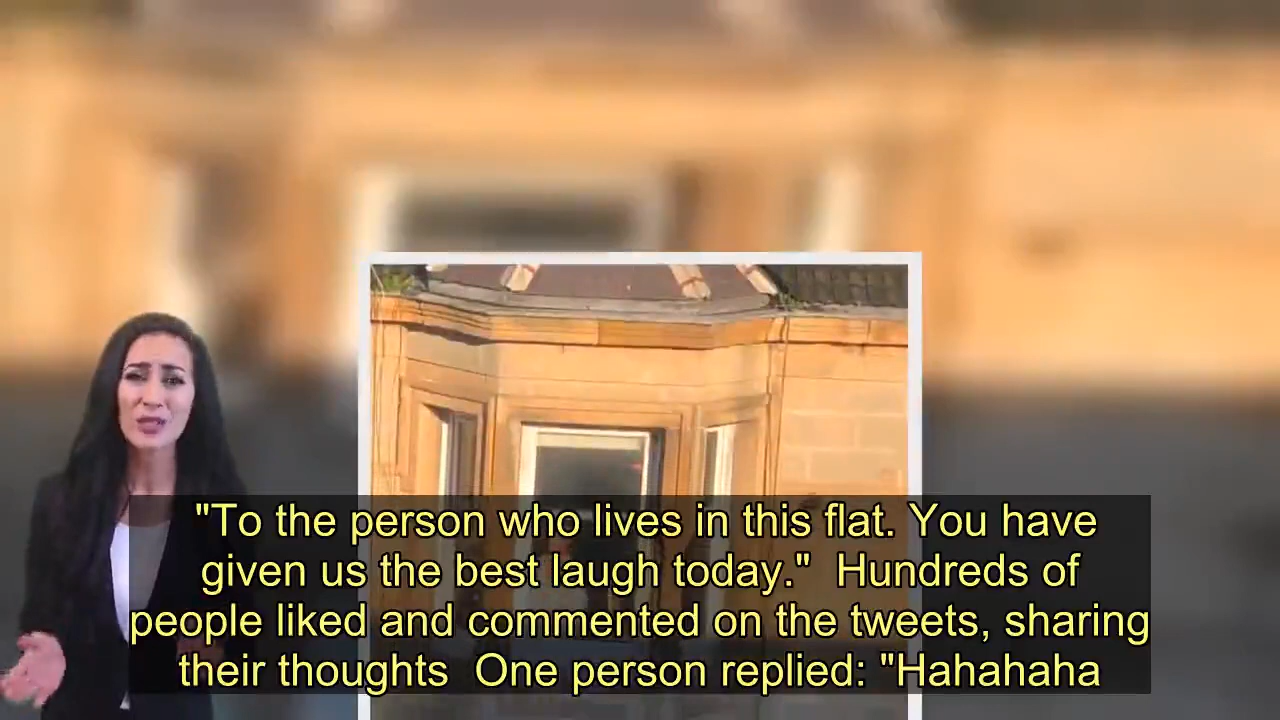 "To the person who lives in this flat. You have
given us the best laugh today."  Hundreds of
people liked and commented on the tweets, sharing
their thoughts  One person replied: "Hahahaha